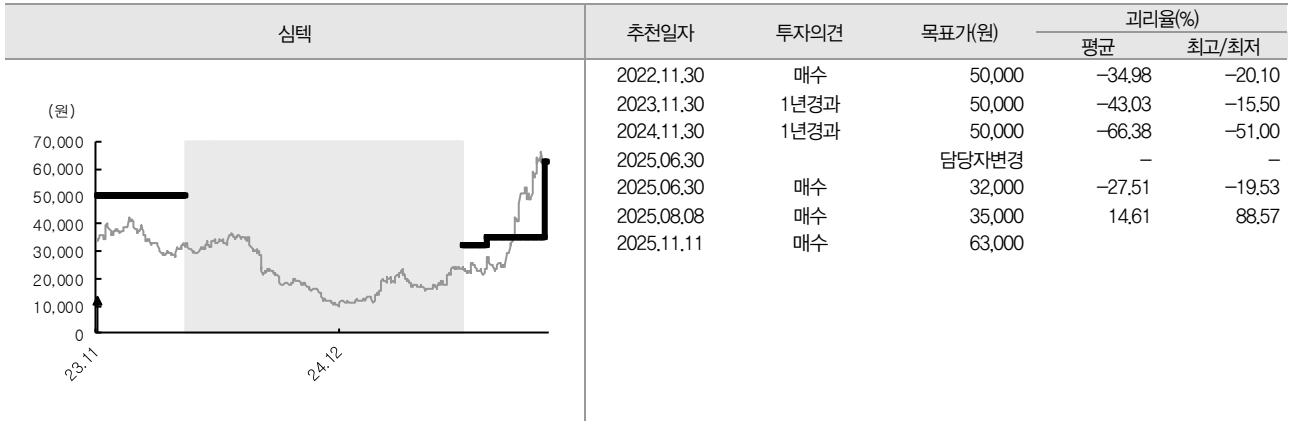 심텍
(원)
70,000
60,000
50,000
40,000
30,000
20,000
10,000
0
23.11
24.12
추천일자 투자의견 목표가(원) 괴리율(%)
평균 최고/최저
2022.11.30 매수 50,000 -34.98 -20.10
2023.11.30 1년경과 50,000 -43.03 -15.50
2024.11.30 1년경과 50,000 -66.38 -51.00
2025.06.30 담당자변경 - -
2025.06.30 매수 32,000 -27.51 -19.53
2025.08.08 매수 35,000 14.61 88.57
2025.11.11 매수 63,000